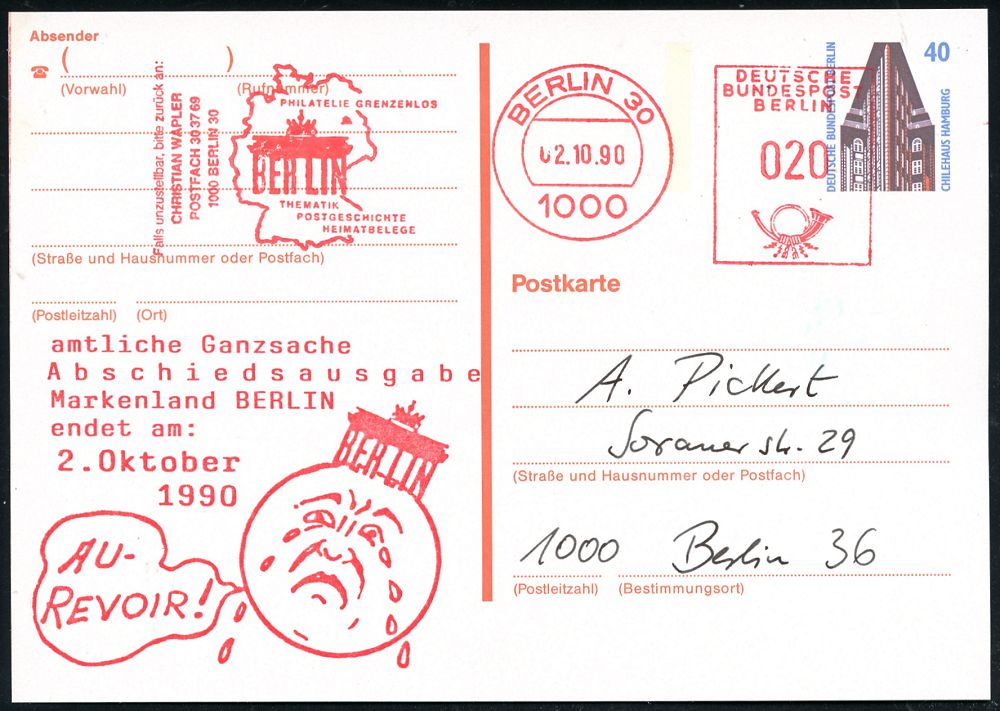 Absender
( )
(Vorwahl) (Rufnummer)
Falls unzustellbar, bitte zurück an:
CHRISTIAN WÄPLER
POSTFACH 30 37 69
1000 BERLIN 30
PHILATELIE GRENZENLOS
BERLIN
THEMATIK
POSTGESCHICHTE
HEIMATBELEGE
(Straße und Hausnummer oder Postfach)
(Postleitzahl) (Ort)
amtliche Ganzsache
Abschiedsausgabe
Markenland BERLIN
endet am:
2.Oktober
1990
BERLIN
AU-
REVOIR!
BERLIN 30
02.10.90
1000
DEUTSCHE
BUNDESPOST
BERLIN
020
DEUTSCHE BUNDESPOST BERLIN
40
CHILEHAUS HAMBURG
Postkarte
A. Pickert
Sorauer str. 29
(Straße und Hausnummer oder Postfach)
1000 Berlin 36
(Postleitzahl) (Bestimmungsort)